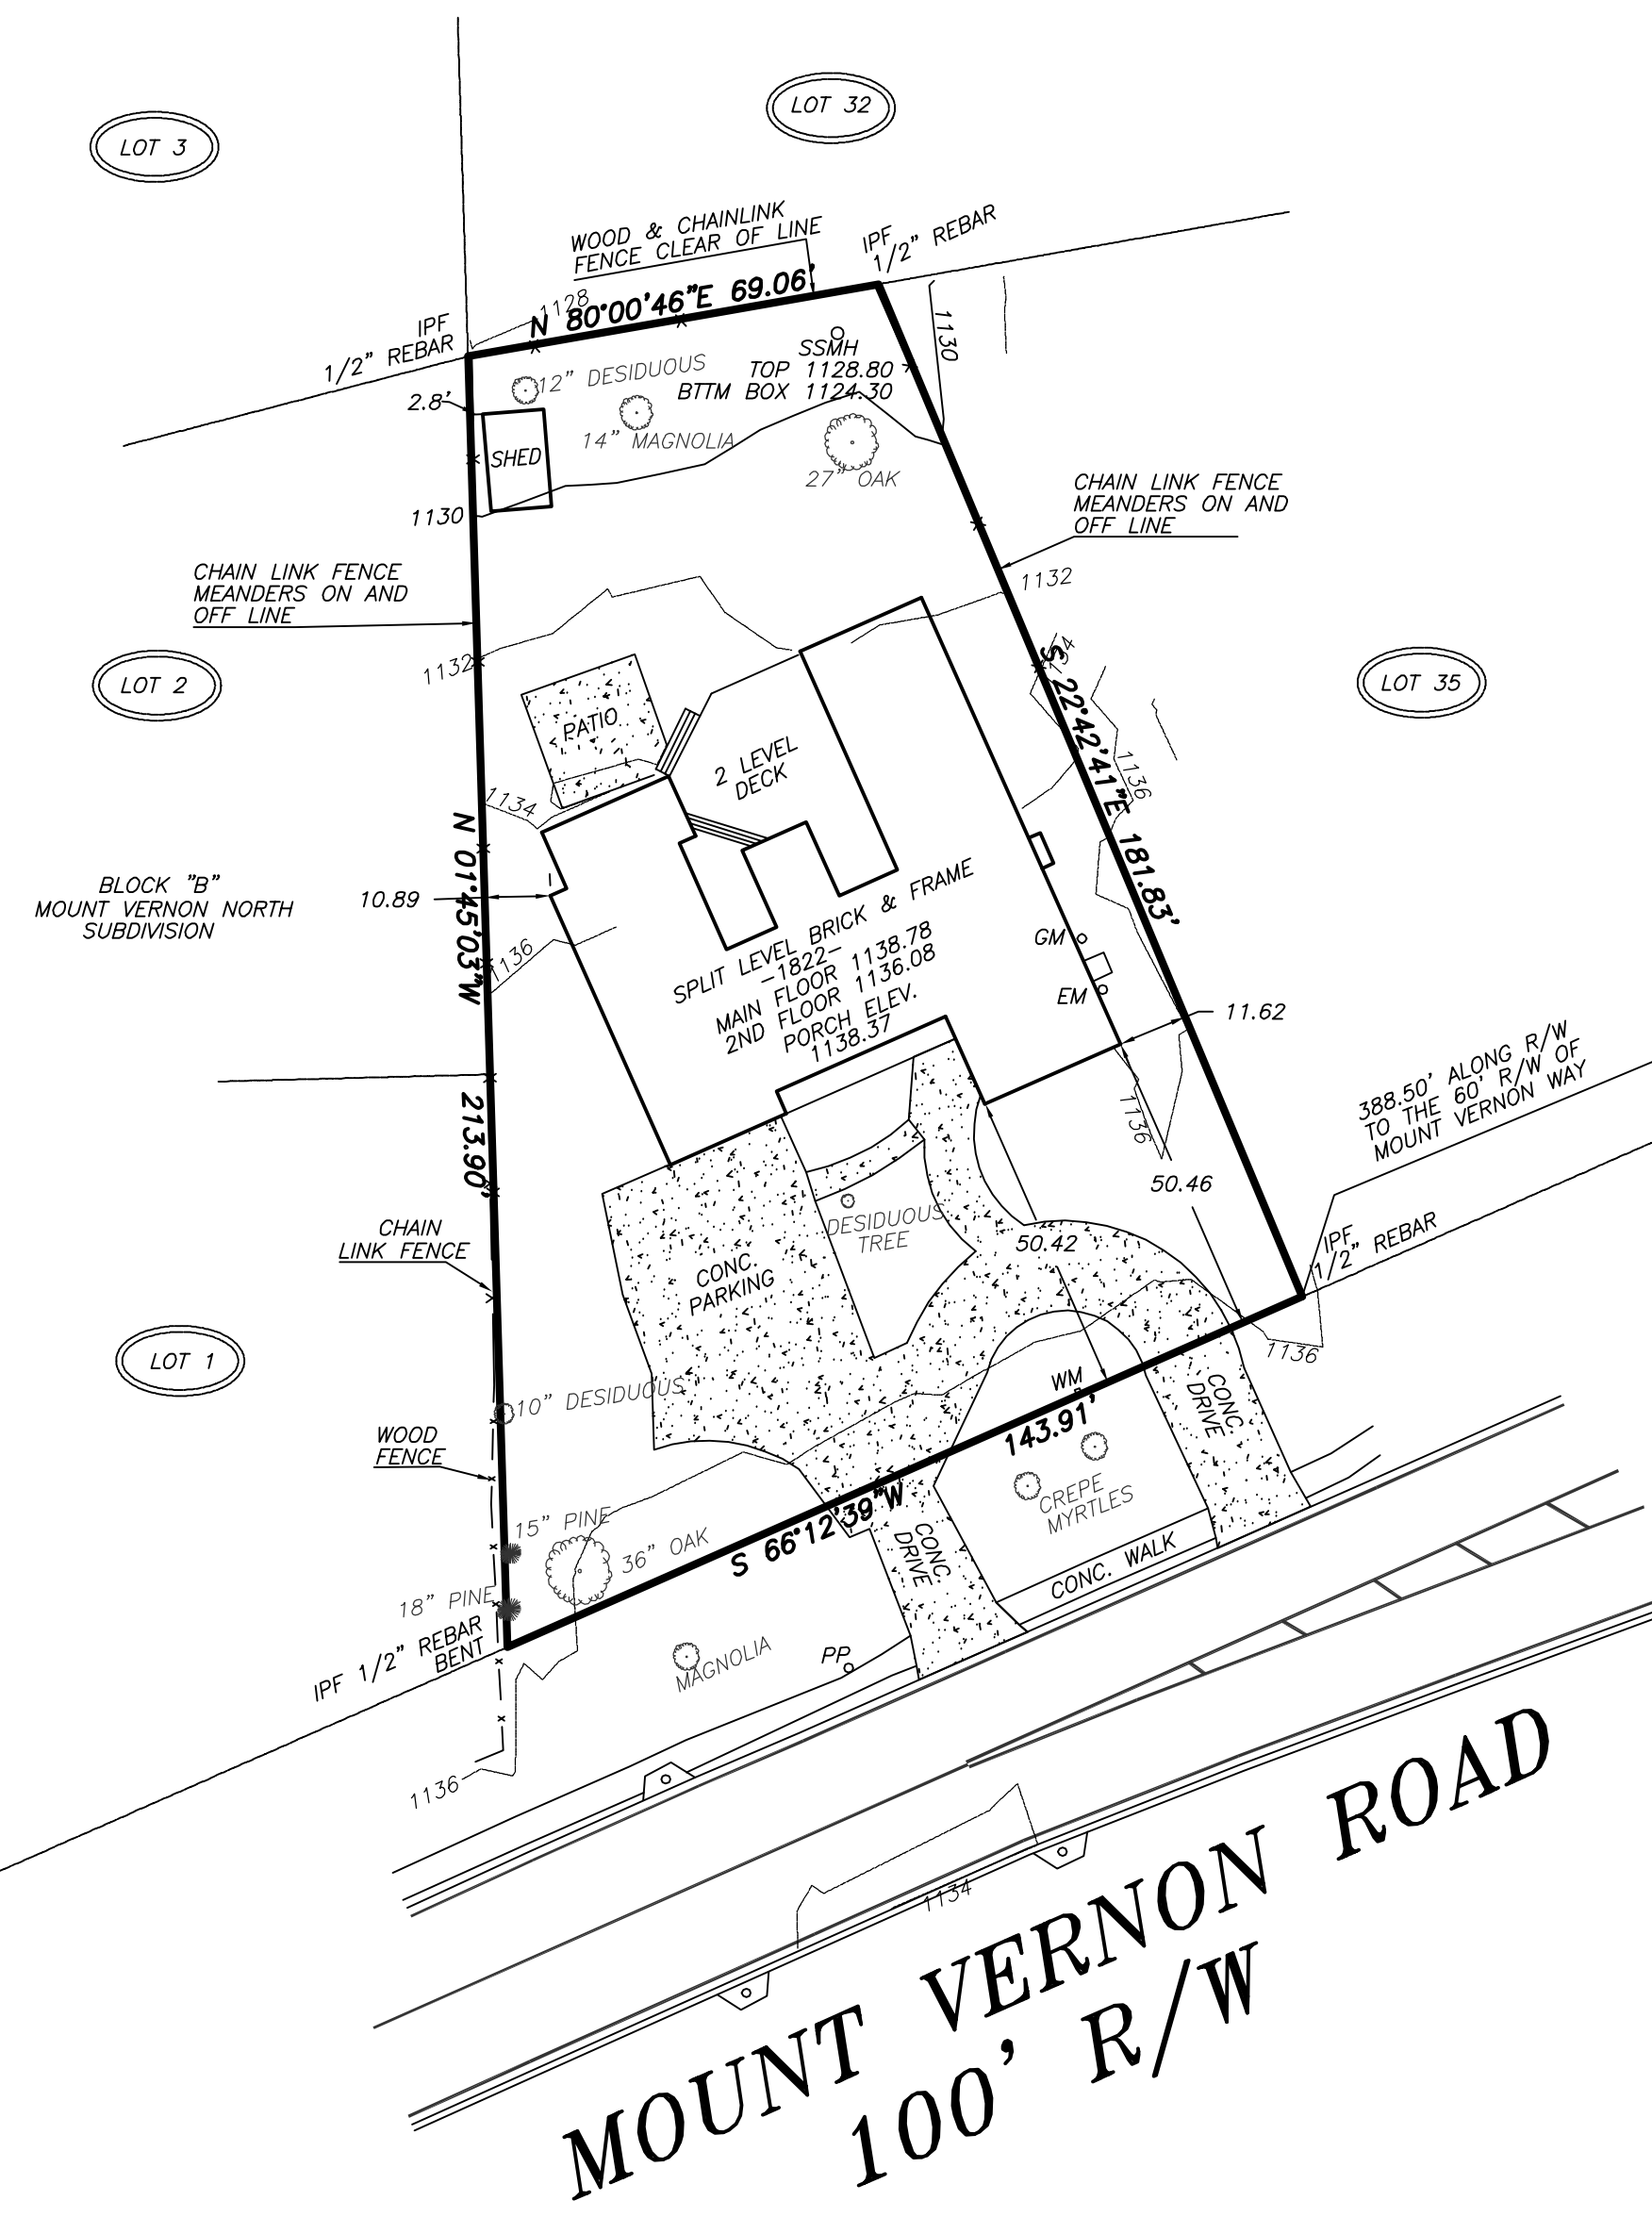 LOT 32
LOT 3
WOOD & CHAINLINK
FENCE CLEAR OF LINE
IPF
1/2" REBAR
1128
N 80°00'46"E 69.06'
IPF
1/2" REBAR
1130
SSMH
TOP 1128.80
BTTM BOX 1124.30
12" DESIDUOUS
2.8'
14" MAGNOLIA
SHED
27" OAK
1130
CHAIN LINK FENCE
MEANDERS ON AND
OFF LINE
CHAIN LINK FENCE
MEANDERS ON AND
OFF LINE
1132
1132
1134
LOT 2
LOT 35
S 22°42'41"E 181.83'
1136
PATIO
2 LEVEL
DECK
1134
N 01°45'03"W
213.90'
BLOCK "B"
MOUNT VERNON NORTH
SUBDIVISION
10.89
1136
SPLIT LEVEL BRICK & FRAME
-1822-
MAIN FLOOR 1138.78
2ND FLOOR 1136.08
PORCH ELEV.
1138.37
GM
EM
11.62
388.50' ALONG R/W
TO THE 60' R/W OF
MOUNT VERNON WAY
1136
50.46
50.42
DESIDUOUS
TREE
CHAIN
LINK FENCE
CONC.
PARKING
IPF
1/2" REBAR
1136
LOT 1
WM
10" DESIDUOUS
143.91'
CONC.
DRIVE
WOOD
FENCE
CREPE
MYRTLES
S 66°12'39"W
15" PINE
36" OAK
CONC.
DRIVE
CONC. WALK
18" PINE
IPF 1/2" REBAR
BENT
MAGNOLIA
PP
1136
1134
MOUNT VERNON ROAD
100' R/W